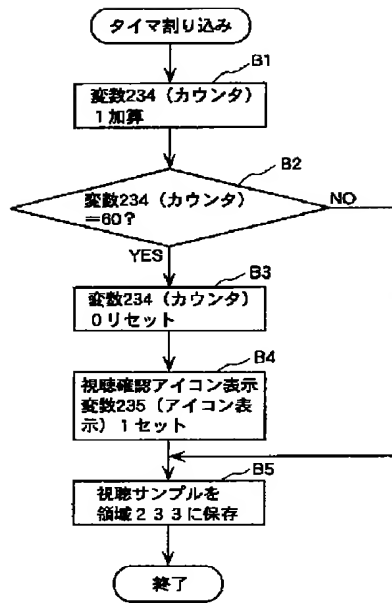 タイマ割り込み
B1
変数234（カウンタ）
1加算
B2
変数234（カウンタ）
=60?
NO
YES
B3
変数234（カウンタ）
0リセット
B4
視聴確認アイコン表示
変数235（アイコン表
示）1セット
B5
視聴サンプルを
領域２３３に保存
終了